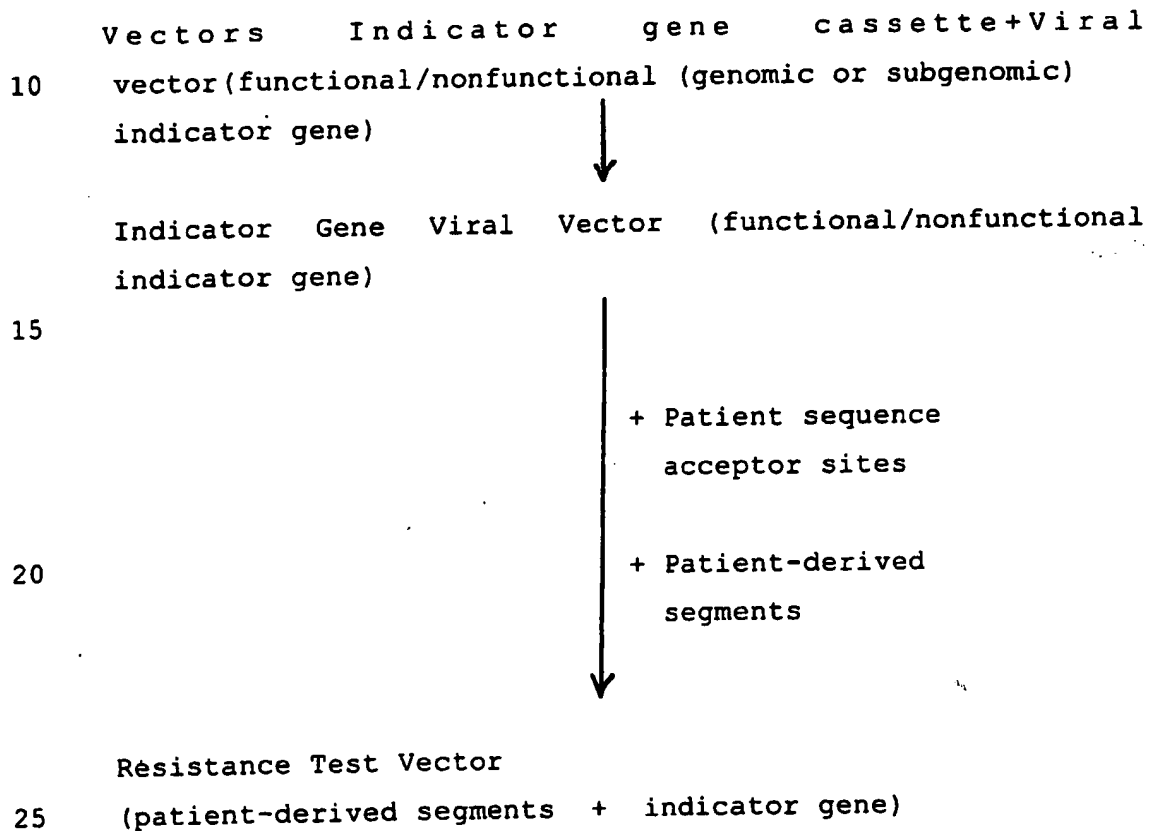 Vectors Indicator gene cassette+Viral
10 vector(functional/nonfunctional (genomic or subgenomic)
indicator gene)
Indicator Gene Viral Vector (functional/nonfunctional
indicator gene)
15
+ Patient sequence
acceptor sites
20 + Patient-derived
segments
Resistance Test Vector
25 (patient-derived segments + indicator gene)